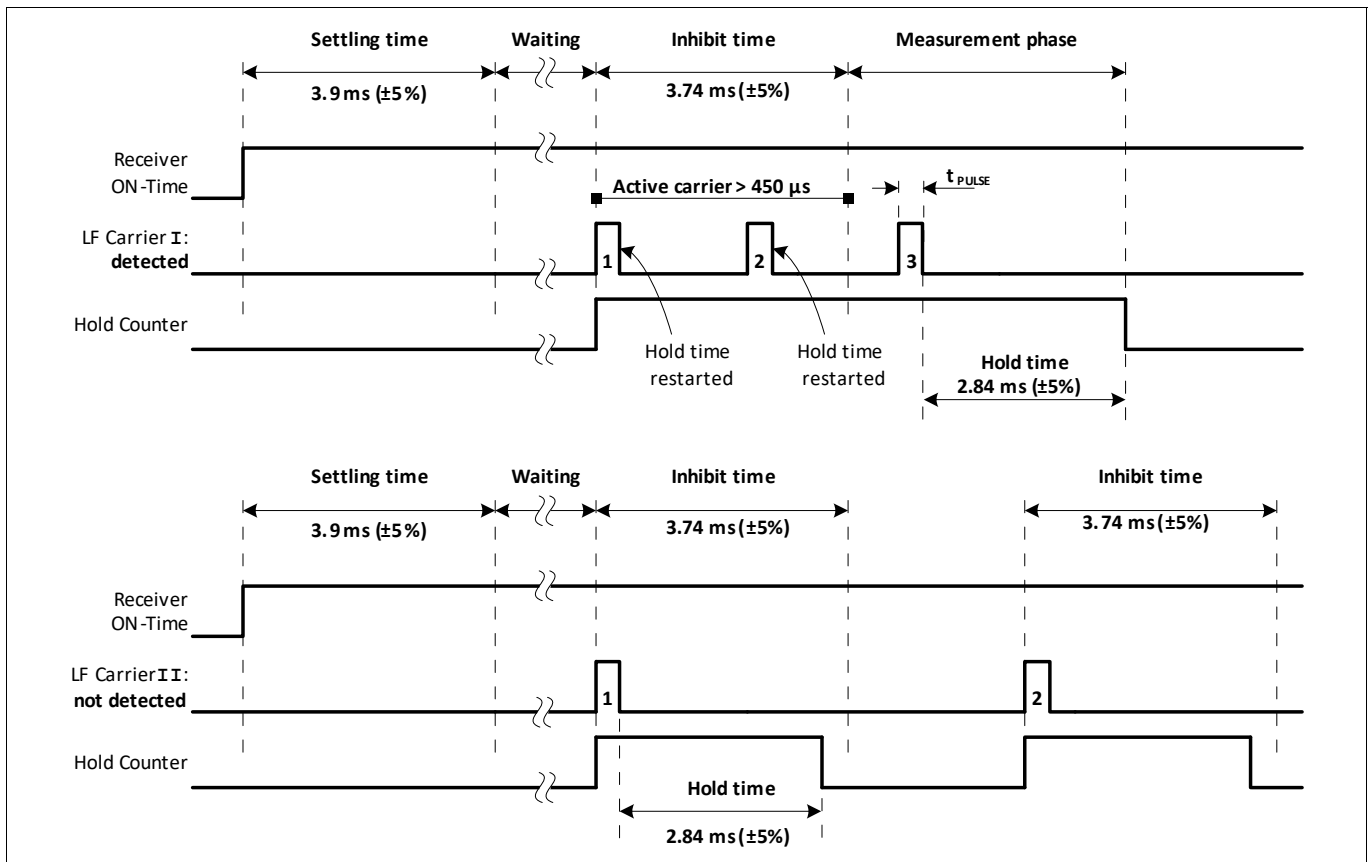 Settling time Waiting Inhibit time Measurement phase
3.9 ms (±5%) 3.74 ms (±5%)
Receiver
ON-Time
Active carrier > 450 µs
t PULSE
LF Carrier I:
detected
1 2 3
Hold Counter
Hold time
restarted
Hold time
restarted
Hold time
2.84 ms (±5%)
Settling time Waiting Inhibit time Inhibit time
3.9 ms (±5%) 3.74 ms (±5%) 3.74 ms (±5%)
Receiver
ON-Time
LF Carrier II:
not detected
1 2
Hold Counter
Hold time
2.84 ms (±5%)